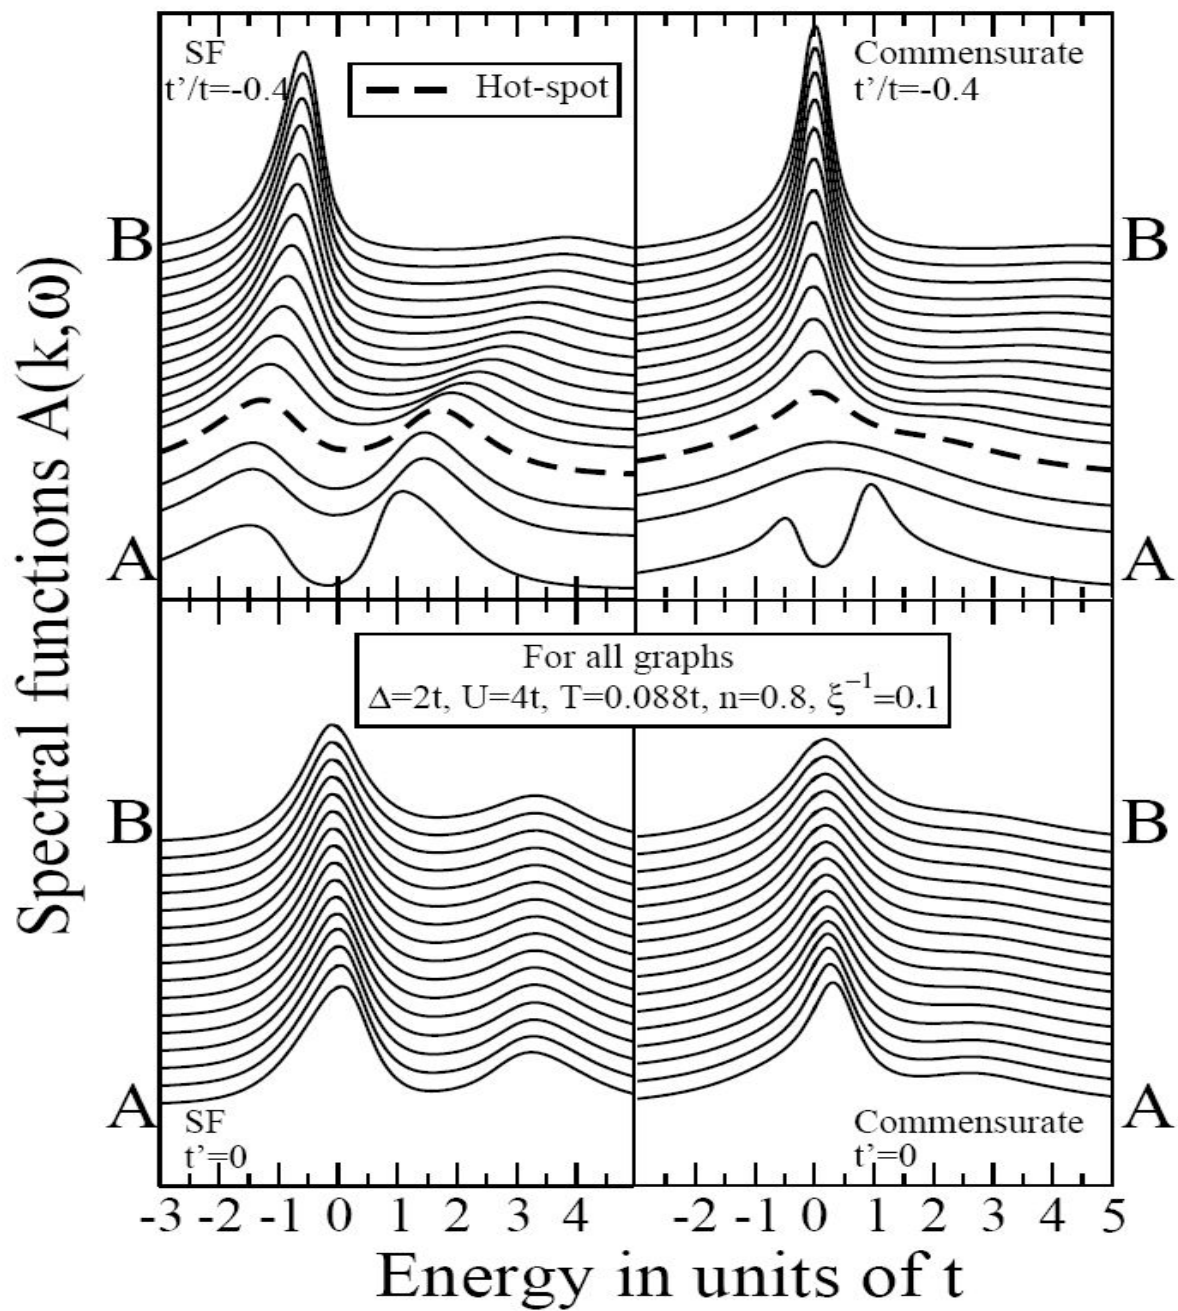 Spectral functions A(k,ω)
SF
t'/t=-0.4
Hot-spot
Commensurate
t'/t=-0.4
B
B
A
A
For all graphs
Δ=2t, U=4t, T=0.088t, n=0.8, ξ⁻¹=0.1
B
B
A
A
SF
t'=0
Commensurate
t'=0
-3 -2 -1 0 1 2 3 4
-2 -1 0 1 2 3 4 5
Energy in units of t